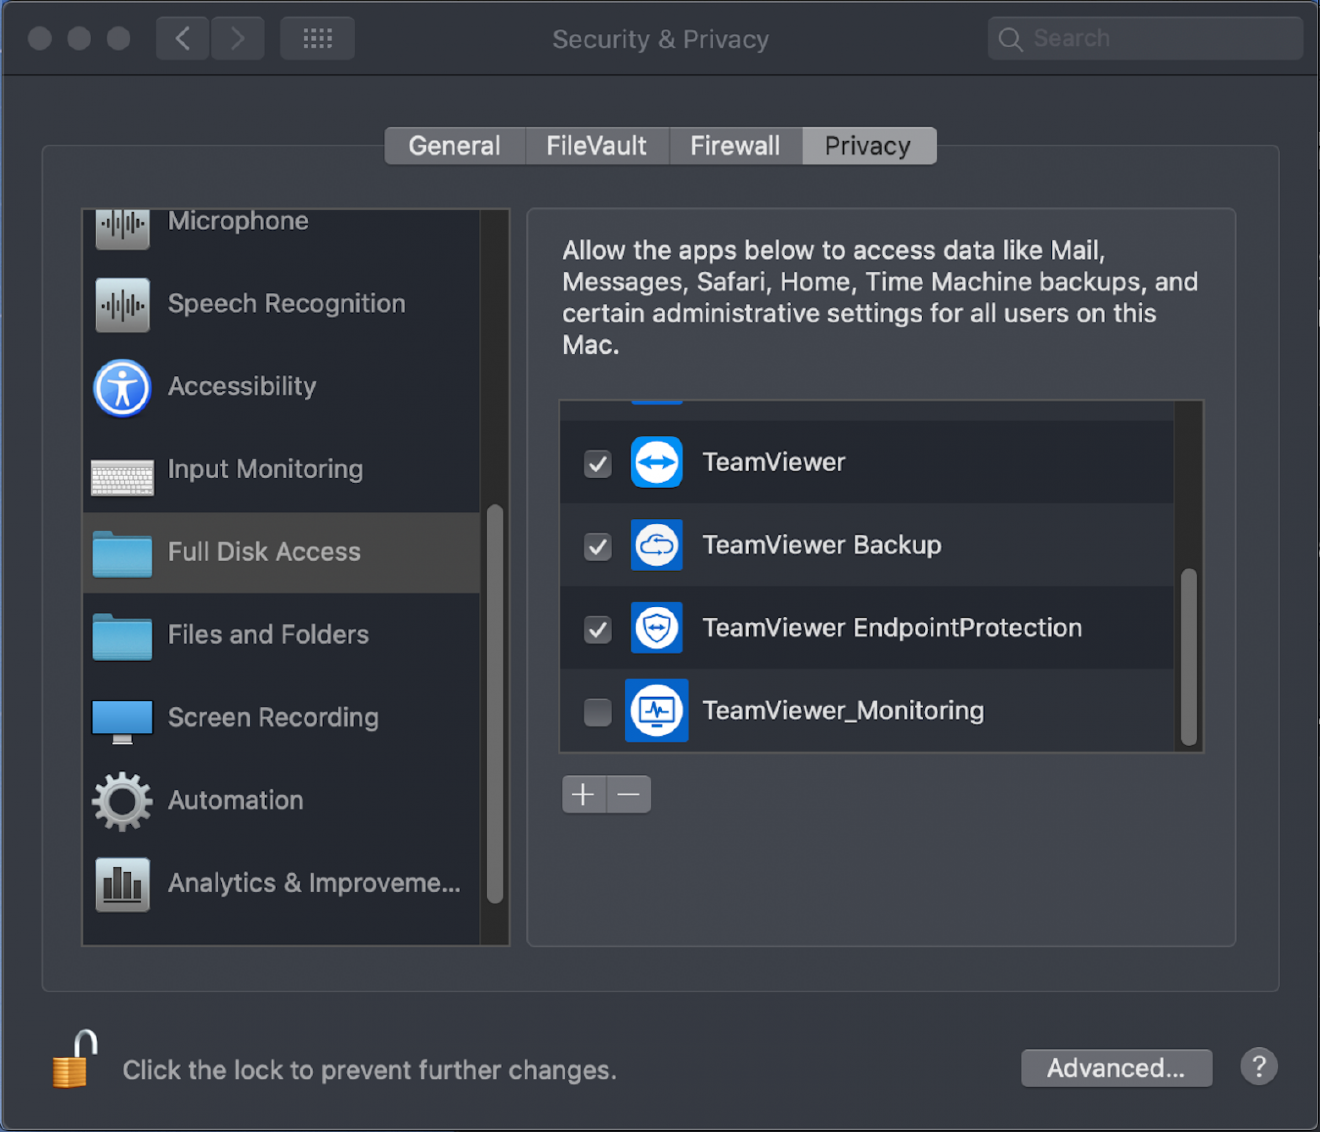 Security & Privacy
Search
General
FileVault
Firewall
Privacy
Microphone
Speech Recognition
Accessibility
Input Monitoring
Full Disk Access
Files and Folders
Screen Recording
Automation
Analytics & Improveme...
Allow the apps below to access data like Mail,
Messages, Safari, Home, Time Machine backups, and
certain administrative settings for all users on this
Mac.
TeamViewer
TeamViewer Backup
TeamViewer EndpointProtection
TeamViewer_Monitoring
Click the lock to prevent further changes.
Advanced...
?